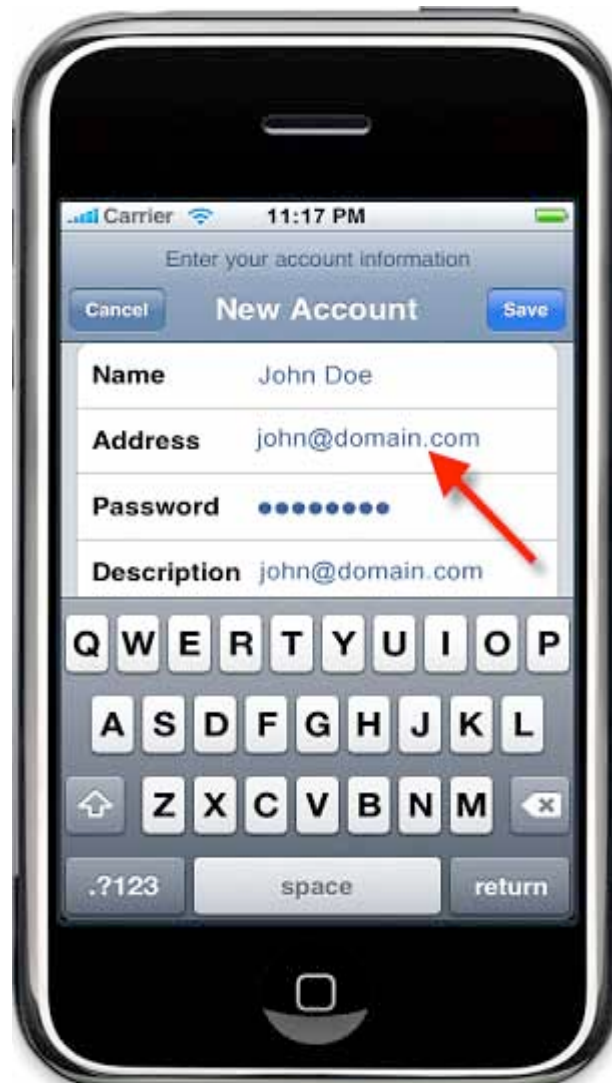 Carrier 11:17 PM
Enter your account information
Cancel New Account Save
Name John Doe
Address john@domain.com
Password ●●●●●●●●
Description john@domain.com
Q W E R T Y U I O P
A S D F G H J K L
Z X C V B N M
.?123 space return